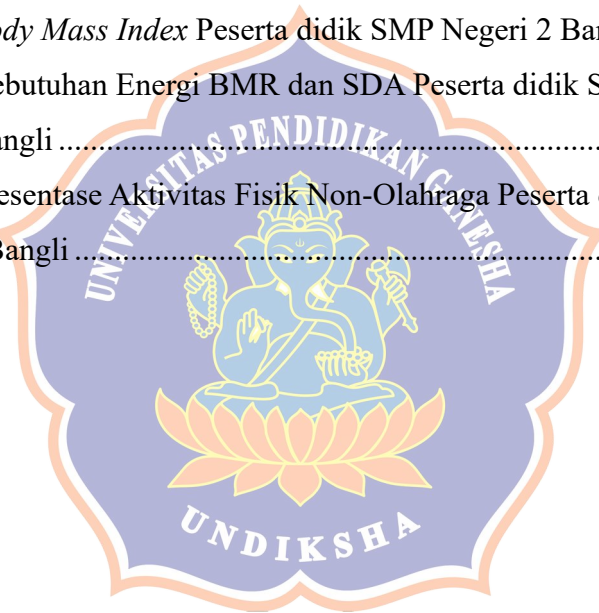 ody Mass Index Peserta didik SMP Negeri 2 Ban
ebutuhan Energi BMR dan SDA Peserta didik S
angli ............................................................
esentase Aktivitas Fisik Non-Olahraga Peserta
Bangli ............................................................
UNIVERSITAS PENDIDIKAN GANESHA
UNDIKSHA